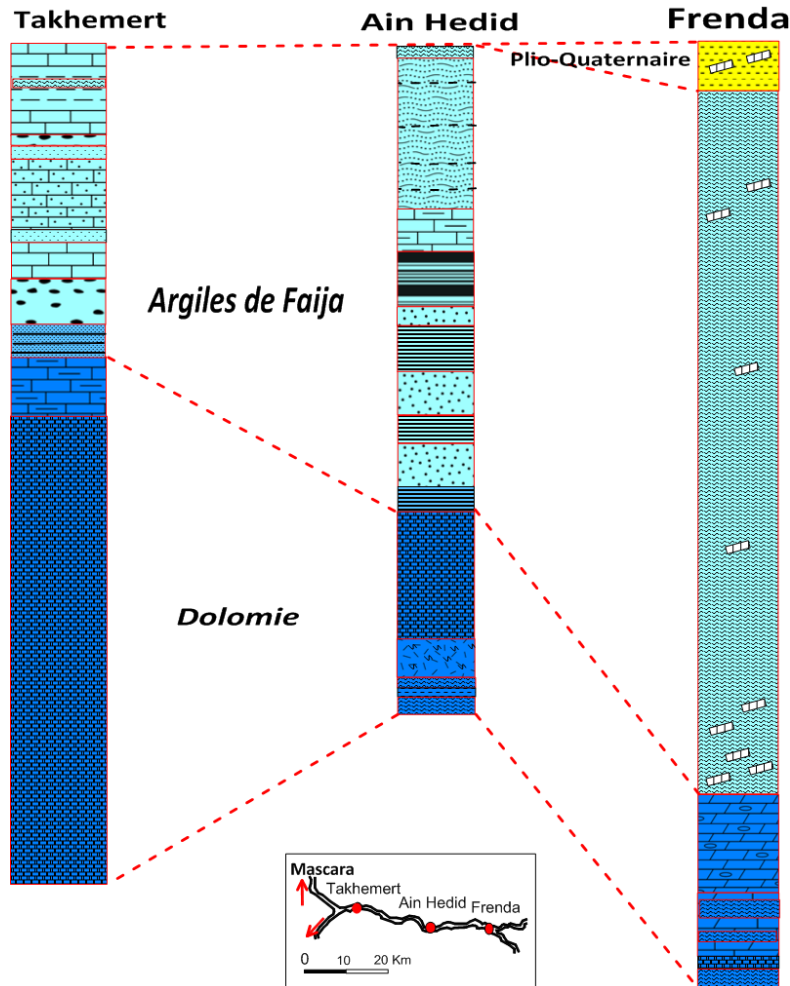 Takhemert
Ain Hedid
Frenda
Plio-Quaternaire
Argiles de Faija
Dolomie
Mascara
Takhemert
Ain Hedid
Frenda
0 10 20 Km